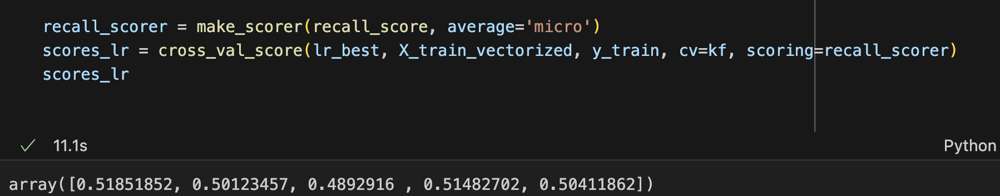 recall_scorer = make_scorer(recall_score, average='micro')
scores_lr = cross_val_score(lr_best, X_train_vectorized, y_train, cv=kf, scoring=recall_scorer)
scores_lr
11.1s
Python
array([0.51851852, 0.50123457, 0.4892916 , 0.51482702, 0.50411862])